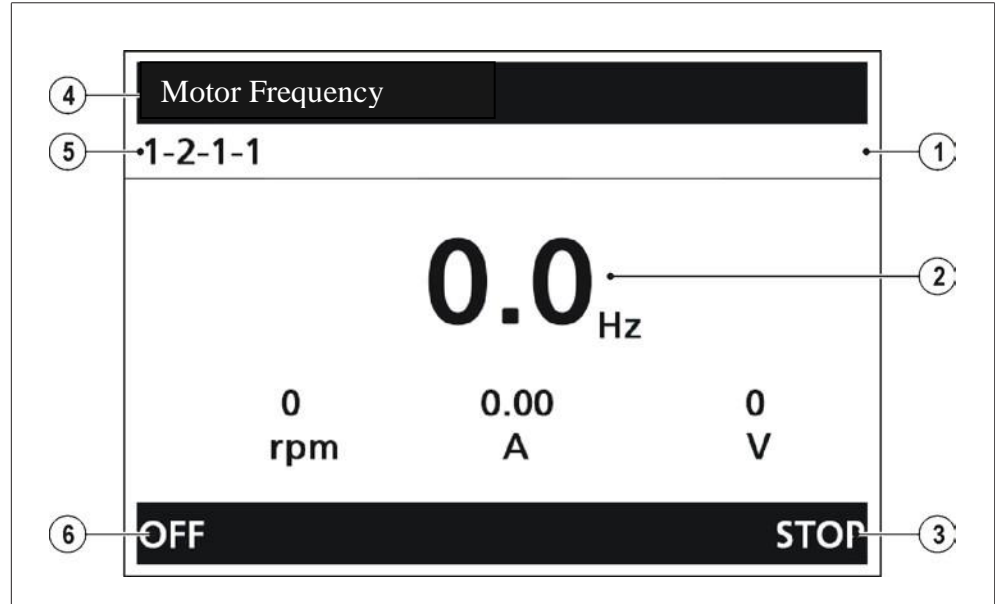 4 Motor Frequency
5 1-2-1-1 1
0.0 Hz 2
0 0.00 0
rpm A V
6 OFF STOP 3